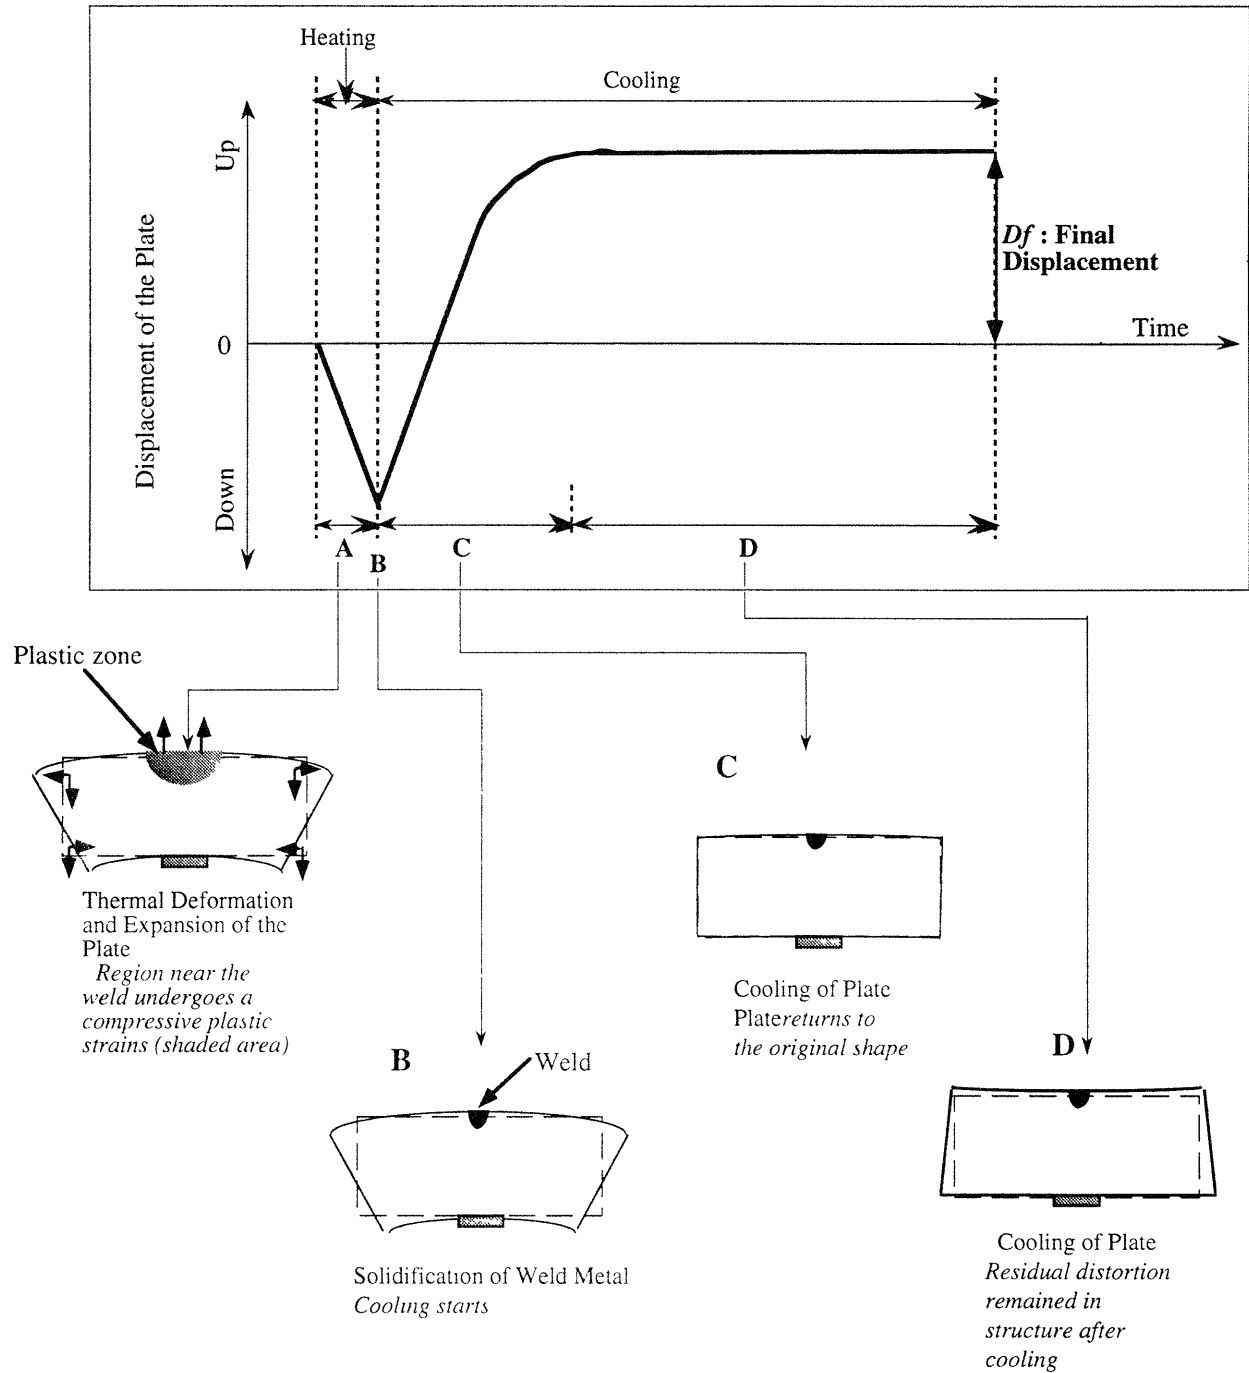 Heating
Cooling
Up
Displacement of the Plate
Df : Final
Displacement
Time
0
Down
A
B
C
D
Plastic zone
Thermal Deformation
and Expansion of the
Plate
Region near the
weld undergoes a
compressive plastic
strains (shaded area)
B
Weld
Solidification of Weld Metal
Cooling starts
C
Cooling of Plate
Plate returns to
the original shape
D
Cooling of Plate
Residual distortion
remained in
structure after
cooling